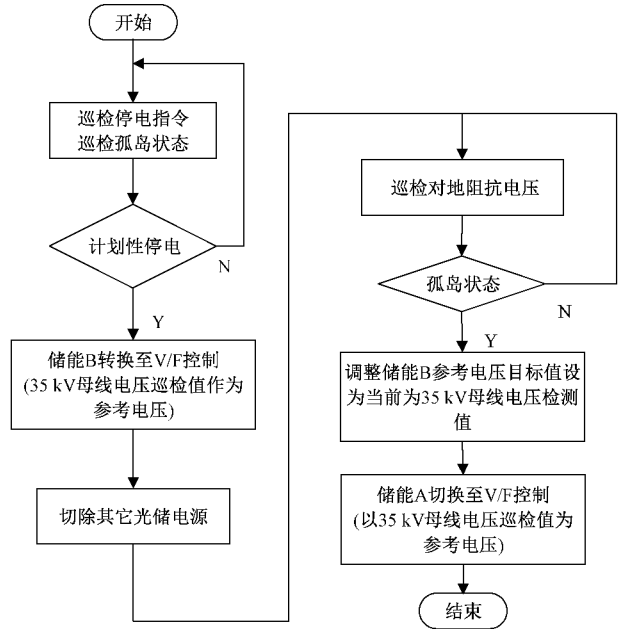 开始
巡检停电指令
巡检孤岛状态
计划性停电
N
Y
储能B转换至V/F控制
(35 kV母线电压巡检值作为
参考电压)
切除其它光储电源
巡检对地阻抗电压
孤岛状态
N
Y
调整储能B参考电压目标值设
为当前为35 kV母线电压检测
值
储能A切换至V/F控制
(以35 kV母线电压巡检值为
参考电压)
结束